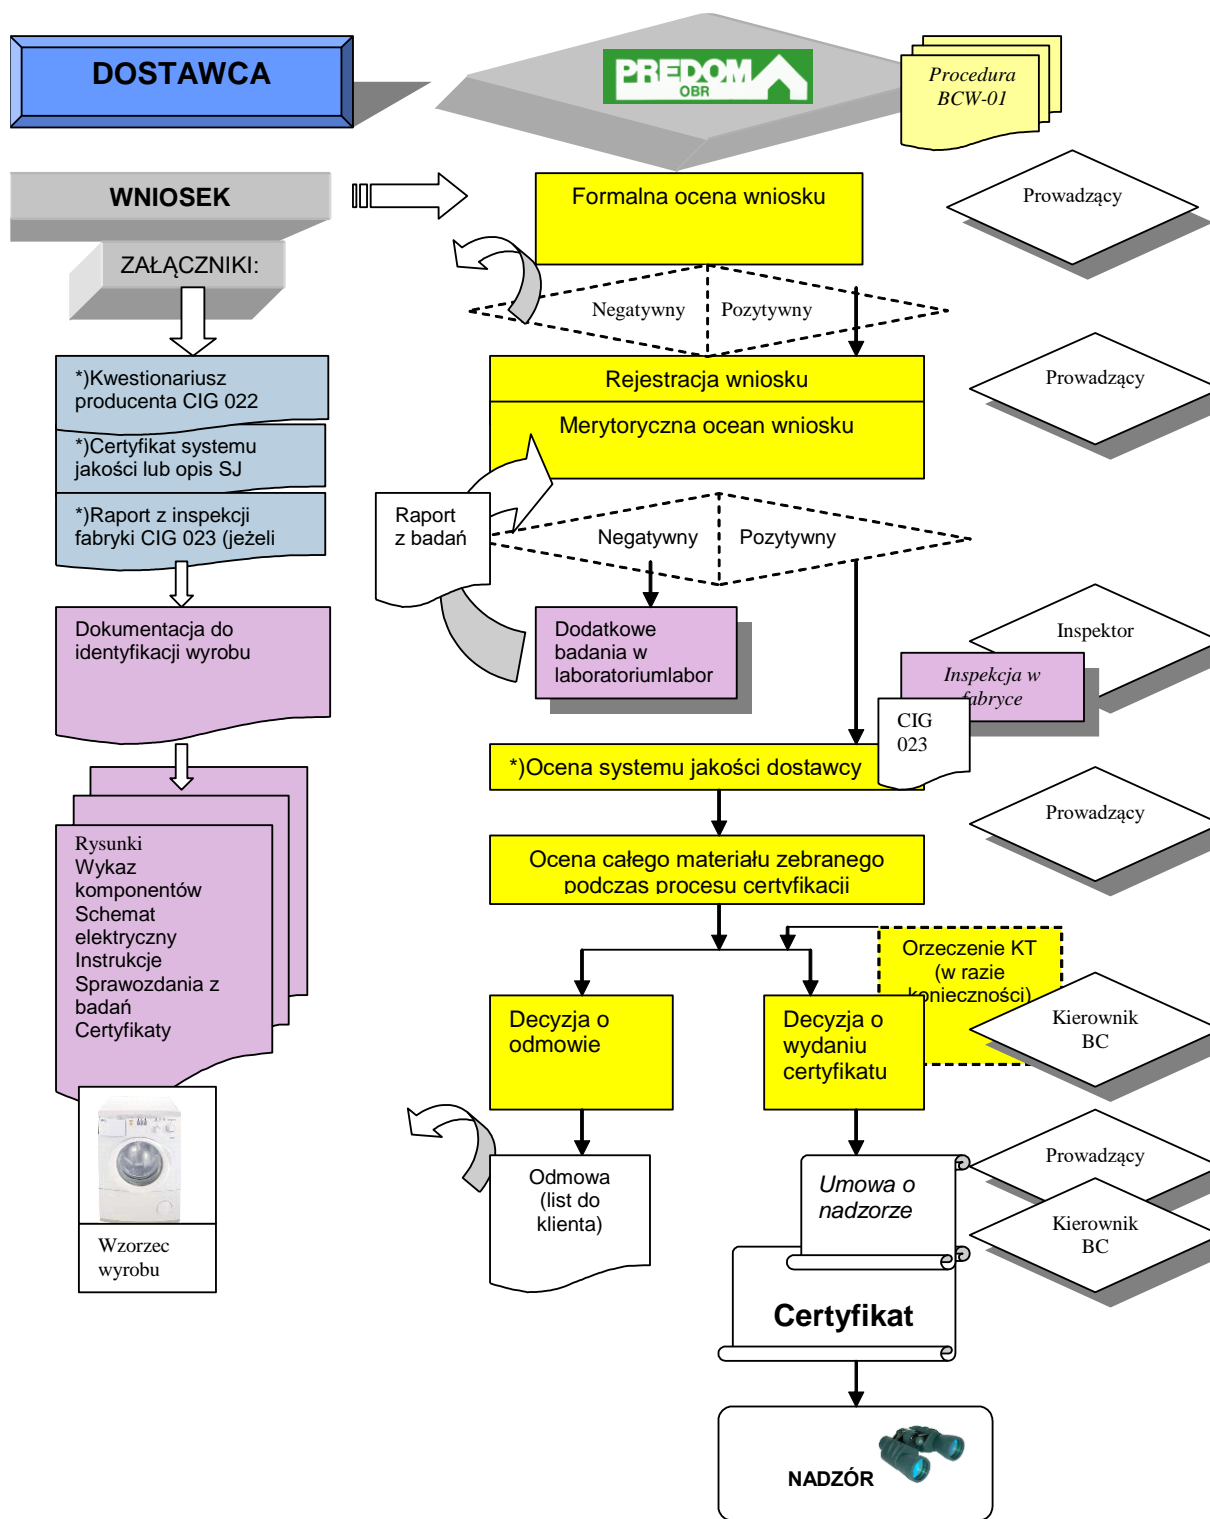 DOSTAWCA
PREDOM
OBR
Procedura
BCW-01
WNIOSEK
Formalna ocena wniosku
Prowadzący
ZAŁĄCZNIKI:
Negatywny
Pozytywny
*)Kwestionariusz
producenta CIG 022
Rejestracja wniosku
Prowadzący
Merytoryczna ocean wniosku
*)Certyfikat systemu
jakości lub opis SJ
*)Raport z inspekcji
fabryki CIG 023 (jeżeli
Raport
z badań
Negatywny
Pozytywny
Dokumentacja do
identyfikacji wyrobu
Dodatkowe
badania w
laboratoriumlabor
Inspektor
Inspekcja w
fabryce
CIG
023
*)Ocena systemu jakości dostawcy
Prowadzący
Rysunki
Wykaz
komponentów
Schemat
elektryczny
Instrukcje
Sprawozdania z
badań
Certyfikaty
Ocena całego materiału zebranego
podczas procesu certyfikacji
Orzeczenie KT
(w razie
konieczności)
Decyzja o
odmowie
Decyzja o
wydaniu
certyfikatu
Kierownik
BC
Wzorzec
wyrobu
Odmowa
(list do
klienta)
Umowa o
nadzorze
Prowadzący
Kierownik
BC
Certyfikat
NADZÓR